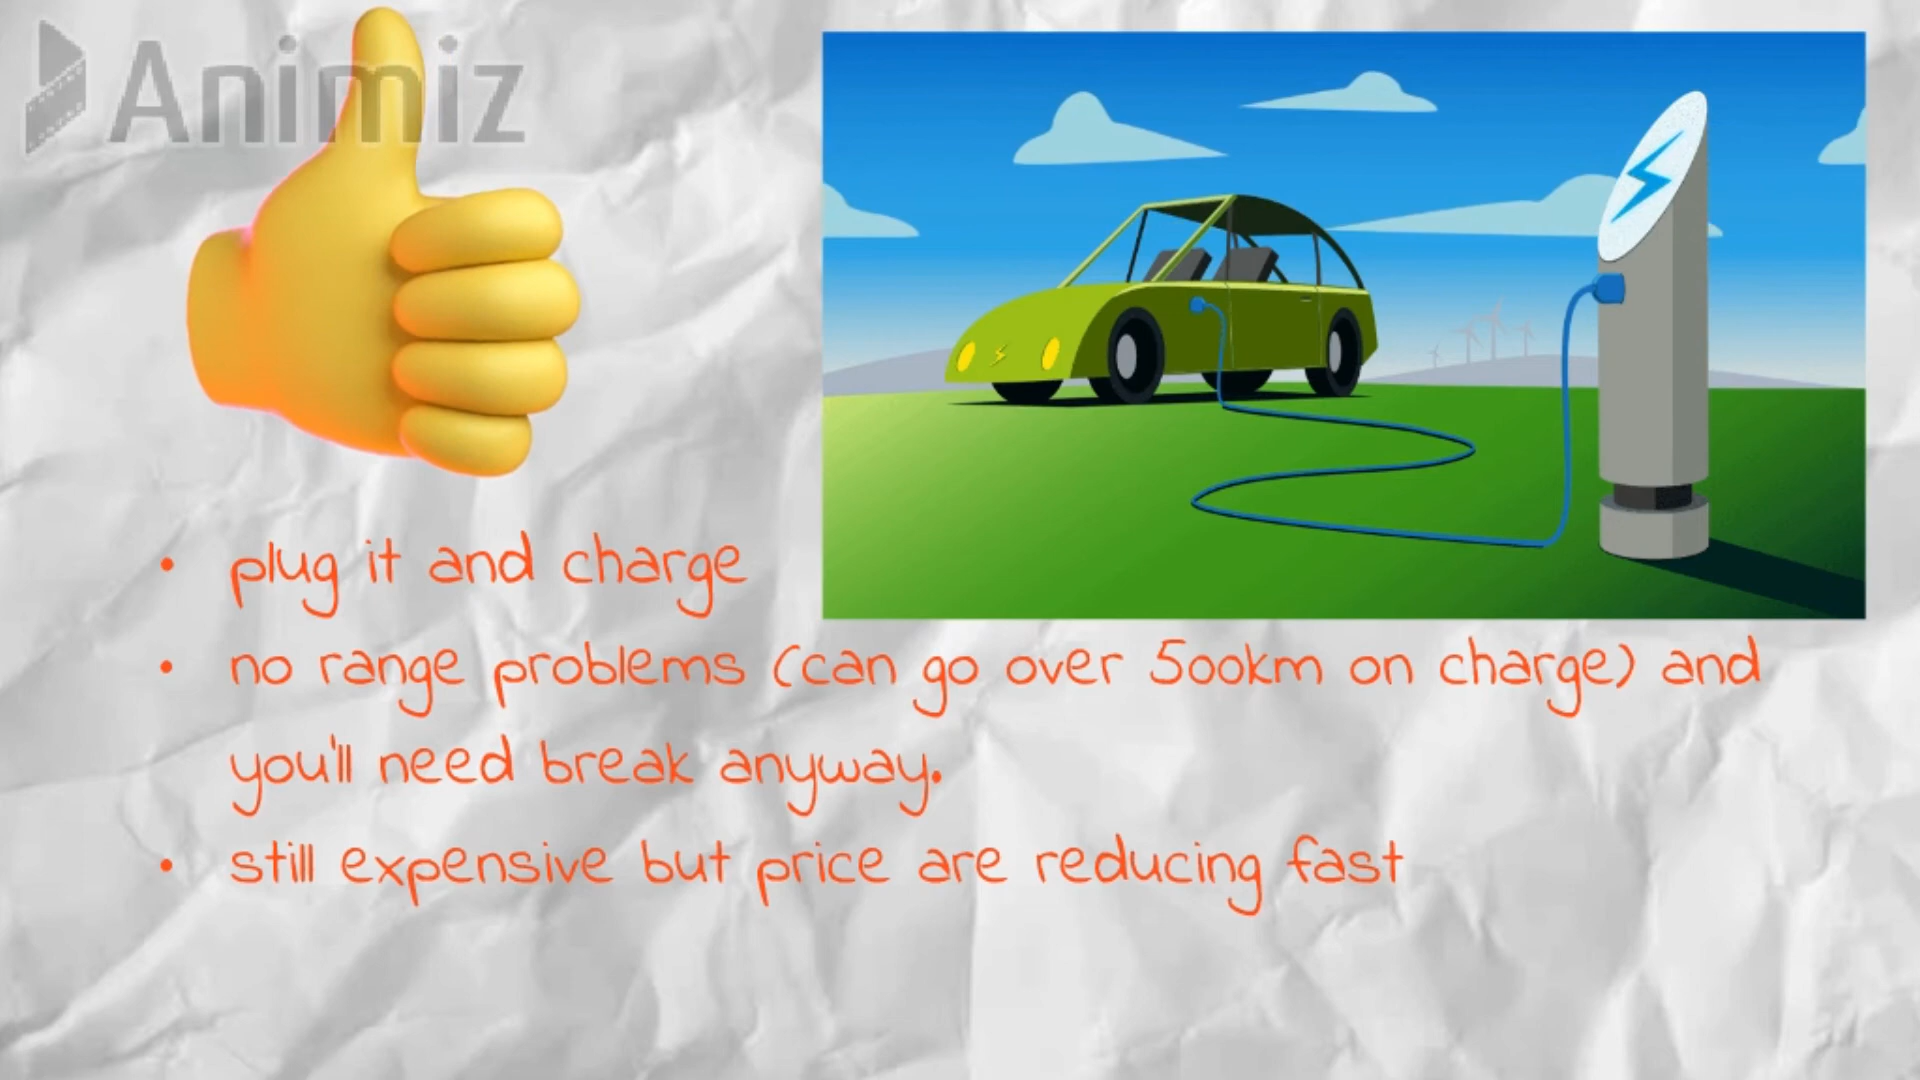 Animiz
• plug it and charge
• no range problems (can go over 500km on charge) and
you'll need break anyway.
• still expensive but price are reducing fast